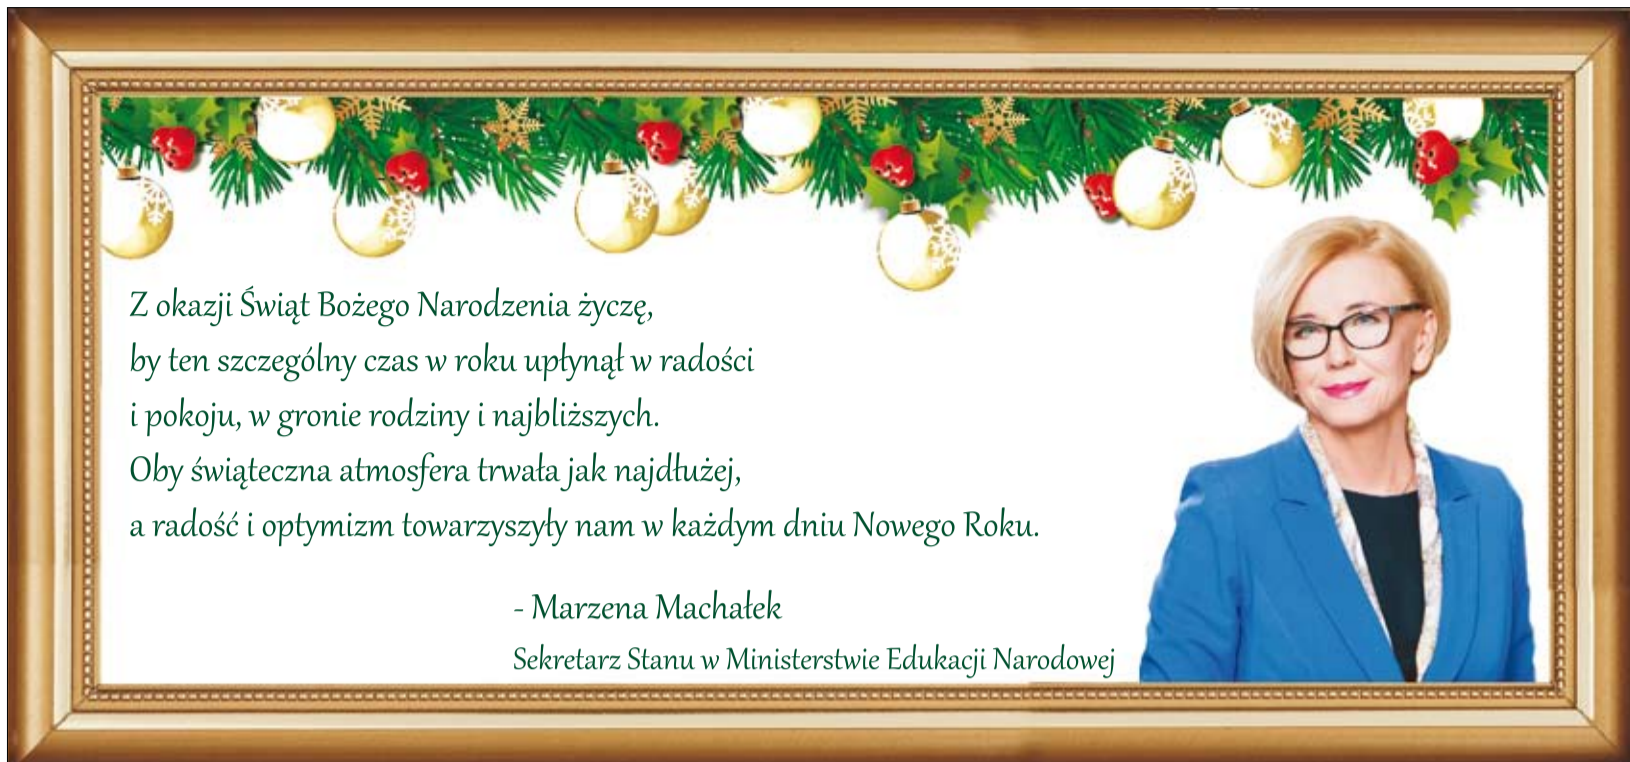 Z okazji Świąt Bożego Narodzenia życzę,
by ten szczególny czas w roku upłynął w radości
i pokoju, w gronie rodziny i najbliższych.
Oby świąteczna atmosfera trwała jak najdłużej,
a radość i optymizm towarzyszyły nam w każdym dniu Nowego Roku.
- Marzena Machałek
Sekretarz Stanu w Ministerstwie Edukacji Narodowej